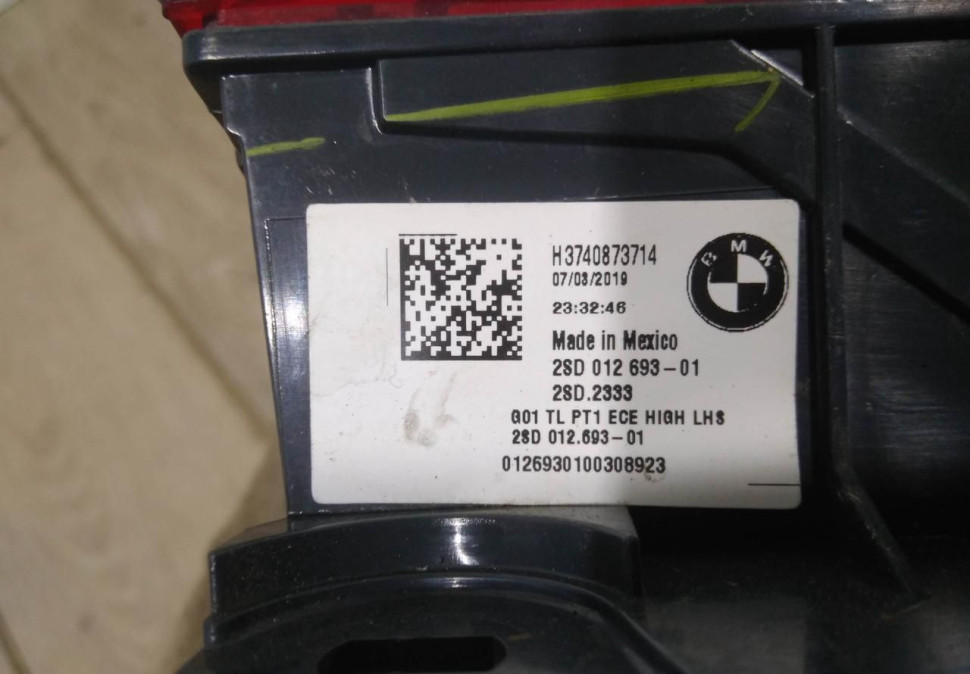 H3740873714
07/08/2019
BMW
23:32:46
Made in Mexico
2SD 012 693-01
2SD.2333
G01 TL PT1 ECE HIGH LHS
2SD 012.693-01
0126930100308923